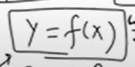 y = f(x)